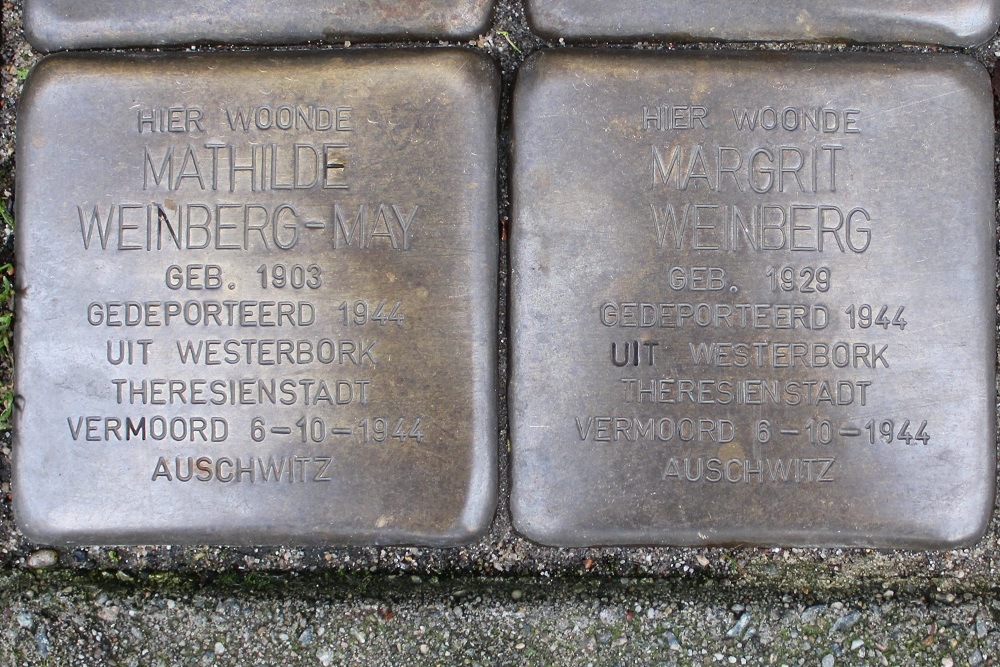 HIER WOONDE
MATHILDE
WEINBERG-MAY
GEB. 1903
GEDEPORTEERD 1944
UIT WESTERBORK
THERESIENSTADT
VERMOORD 6-10-1944
AUSCHWITZ
HIER WOONDE
MARGRIT
WEINBERG
GEB. 1929
GEDEPORTEERD 1944
UIT WESTERBORK
THERESIENSTADT
VERMOORD 6-10-1944
AUSCHWITZ